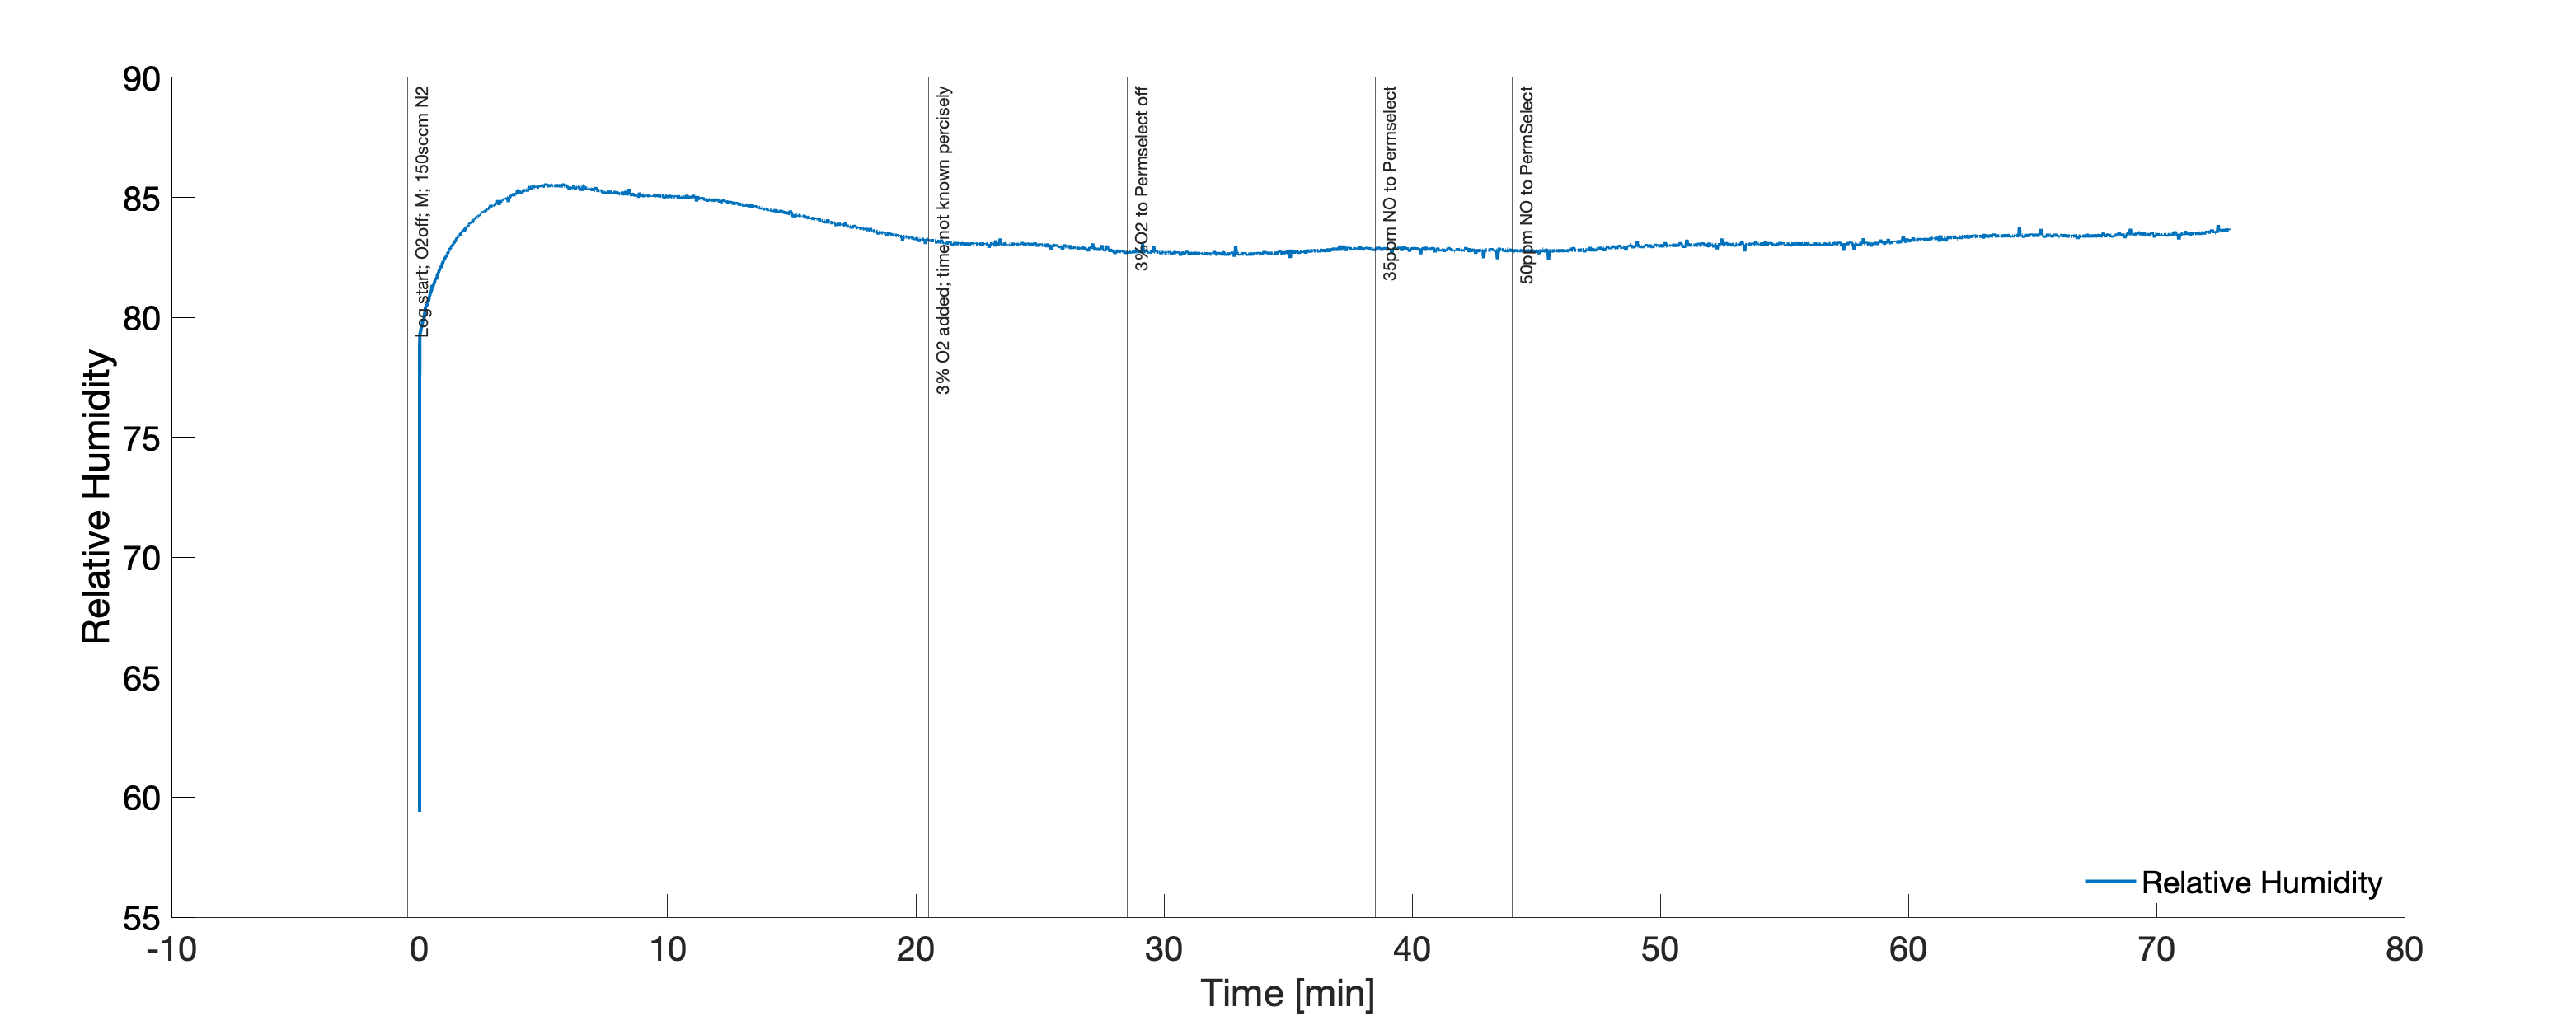 90
85
80
75
70
65
60
55
Relative Humidity
Log start; O2off; M; 150sccm N2
3% O2 added; time not known percisely
3%O2 to Permselect off
35ppm NO to Permselect
50ppm NO to PermSelect
Relative Humidity
-10 0 10 20 30 40 50 60 70 80
Time [min]